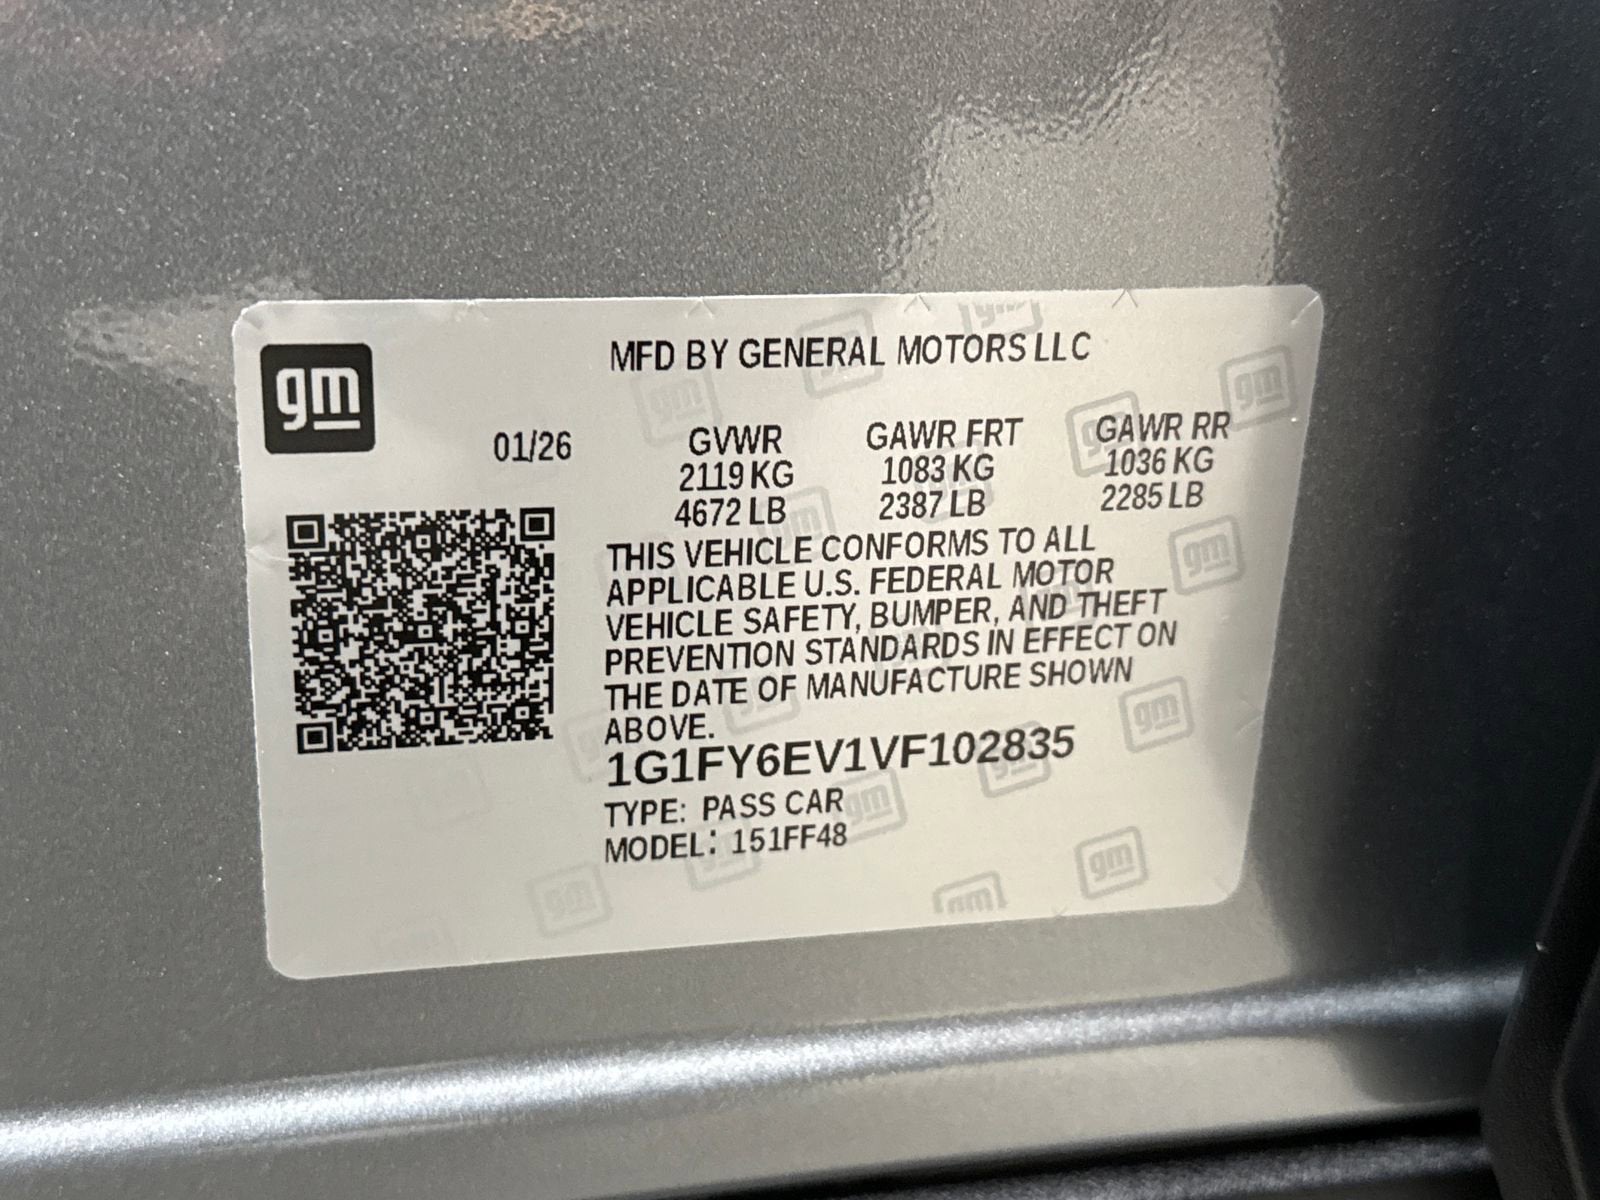 gm
MFD BY GENERAL MOTORS LLC
01/26 GVWR GAWR FRT GAWR RR
2119 KG 1083 KG 1036 KG
4672 LB 2387 LB 2285 LB
THIS VEHICLE CONFORMS TO ALL
APPLICABLE U.S. FEDERAL MOTOR
VEHICLE SAFETY, BUMPER, AND THEFT
PREVENTION STANDARDS IN EFFECT ON
THE DATE OF MANUFACTURE SHOWN
ABOVE.
1G1FY6EV1VF102835
TYPE: PASS CAR
MODEL: 151FF48